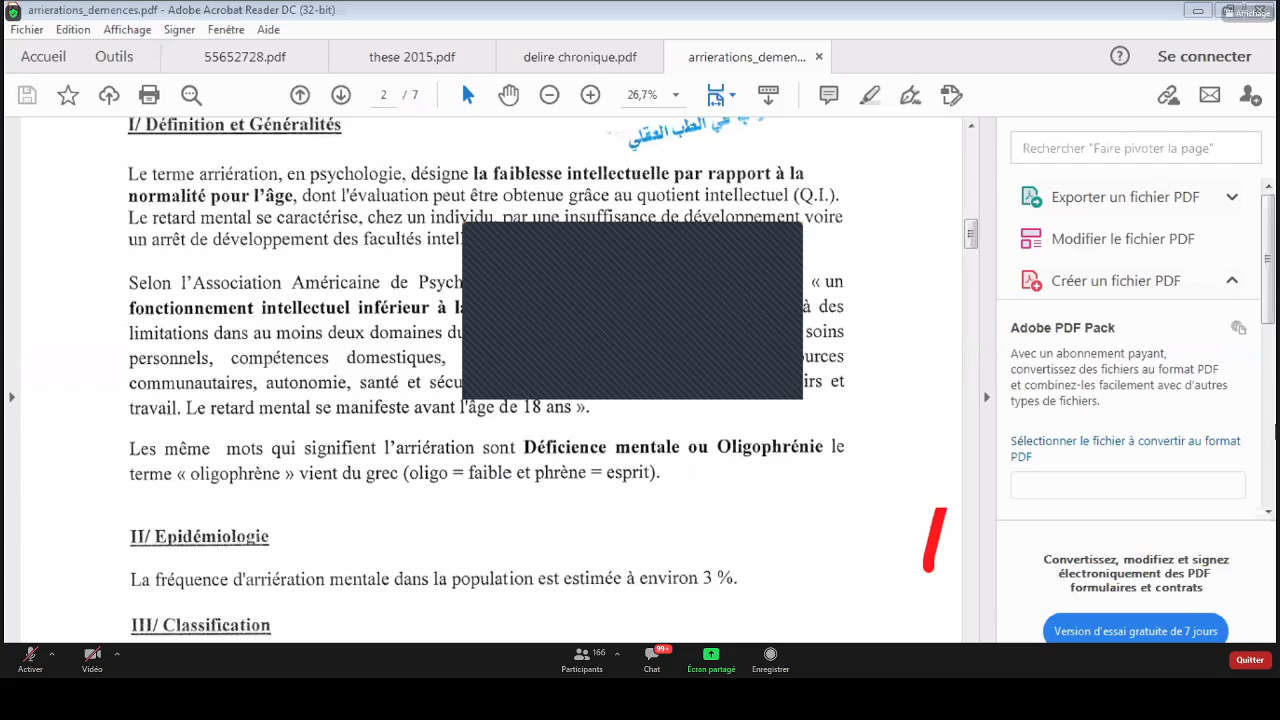 arrierations_demences.pdf - Adobe Acrobat Reader DC (32-bit)
Affichage
Fichier Edition Affichage Signer Fenêtre Aide
Accueil Outils 55652728.pdf these 2015.pdf delire chronique.pdf arrierations_demen... × Se connecter
2 / 7 26,7%
I/ Définition et Généralités
في الطب العقلي
Le terme arriération, en psychologie, désigne la faiblesse intellectuelle par rapport à la
normalité pour l'âge, dont l'évaluation peut être obtenue grâce au quotient intellectuel (Q.I.).
Le retard mental se caractérise, chez un individu, par une insuffisance de développement voire
un arrêt de développement des facultés
Selon l'Association Américaine de « un
fonctionnement intellectuel inférieur à à des
limitations dans au moins deux domaines soins
personnels, compétences domestiques,
communautaires, autonomie, santé et et
travail. Le retard mental se manifeste avant l'âge de 18 ans ».
Les même mots qui signifient l'arriération sont Déficience mentale ou Oligophrénie le
terme « oligophrène » vient du grec (oligo = faible et phrène = esprit).
II/ Epidémiologie
La fréquence d'arriération mentale dans la population est estimée à environ 3 %.
III/ Classification
Rechercher "Faire pivoter la page"
Exporter un fichier PDF
Modifier le fichier PDF
Créer un fichier PDF
Adobe PDF Pack
Avec un abonnement payant,
convertissez des fichiers au format PDF
et combinez-les facilement avec d'autres
types de fichiers.
Sélectionner le fichier à convertir au format
PDF
Convertissez, modifiez et signez
électroniquement des PDF
formulaires et contrats
Version d'essai gratuite de 7 jours
Activer Vidéo 166 Participants 99+ Chat Écran partagé Enregistrer Quitter